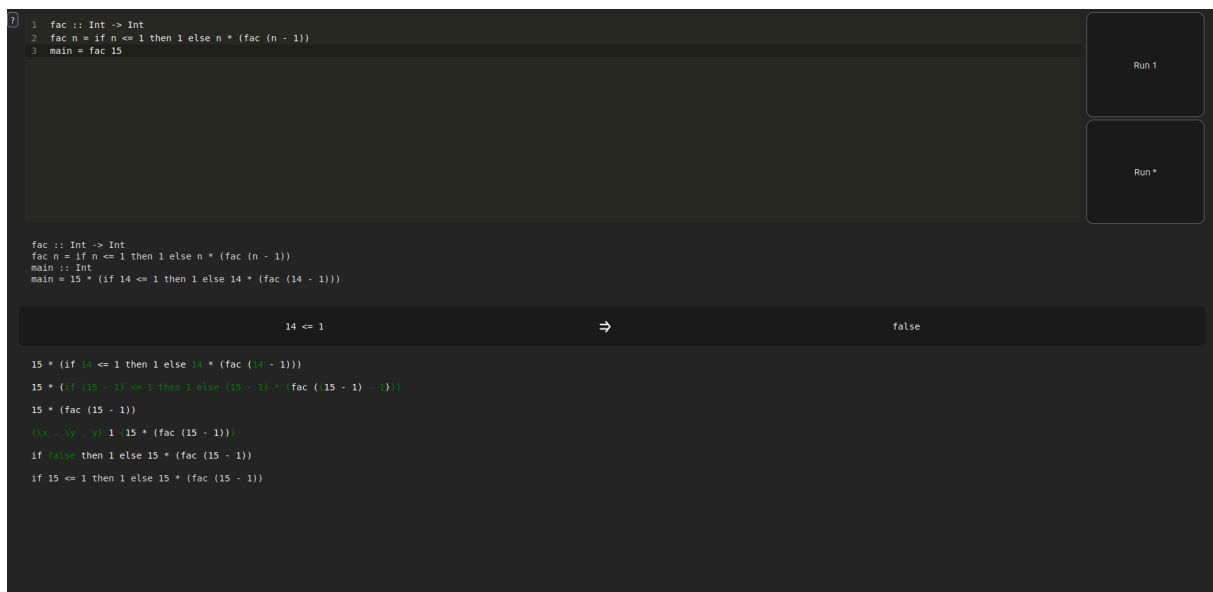 ?
1 fac :: Int -> Int
2 fac n = if n <= 1 then 1 else n * (fac (n - 1))
3 main = fac 15
Run 1
Run *
fac :: Int -> Int
fac n = if n <= 1 then 1 else n * (fac (n - 1))
main :: Int
main = 15 * (if 14 <= 1 then 1 else 14 * (fac (14 - 1)))
14 <= 1 ⇒ false
15 * (if 14 <= 1 then 1 else 14 * (fac (14 - 1)))
15 * (if (15 - 1) <= 1 then 1 else (15 - 1) * (fac ((15 - 1) - 1)))
15 * (fac (15 - 1))
(\x . \y . y) 1 (15 * (fac (15 - 1)))
if false then 1 else 15 * (fac (15 - 1))
if 15 <= 1 then 1 else 15 * (fac (15 - 1))